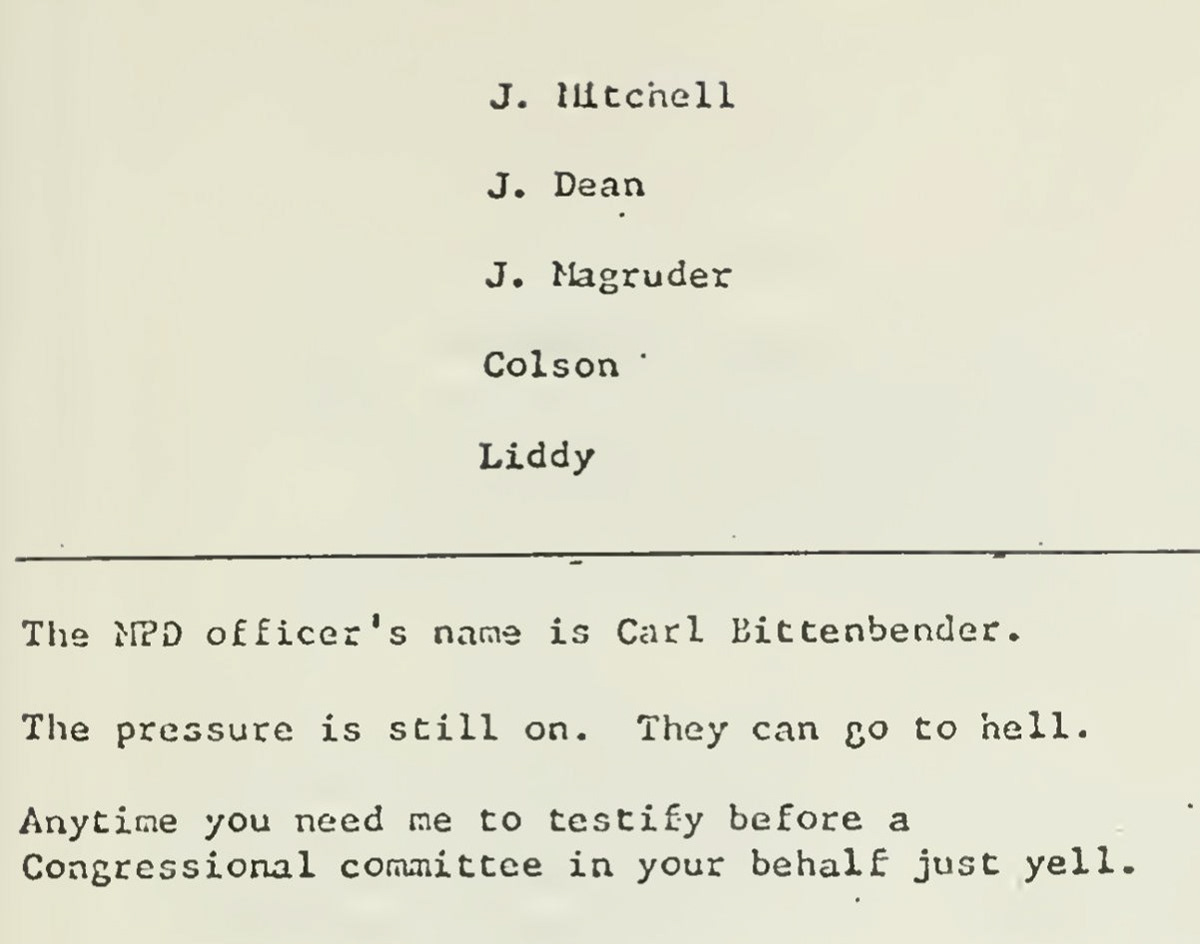 J. Mitchell
J. Dean
J. Magruder
Colson
Liddy
The MPD officer's name is Carl Bittenbender.
The pressure is still on. They can go to hell.
Anytime you need me to testify before a
Congressional committee in your behalf just yell.